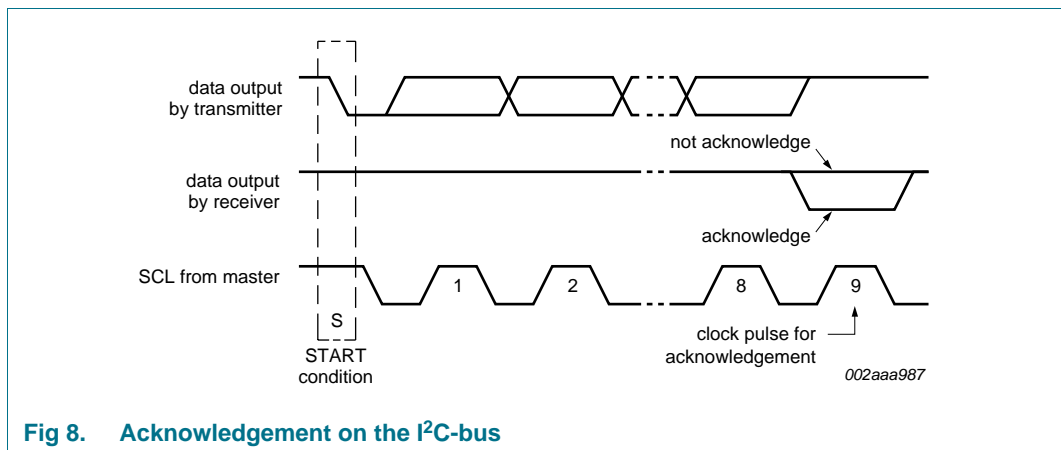 data output
by transmitter
not acknowledge
data output
by receiver
acknowledge
SCL from master
1
2
8
9
S
START
condition
clock pulse for
acknowledgement
002aaa987
Fig 8. Acknowledgement on the I²C-bus